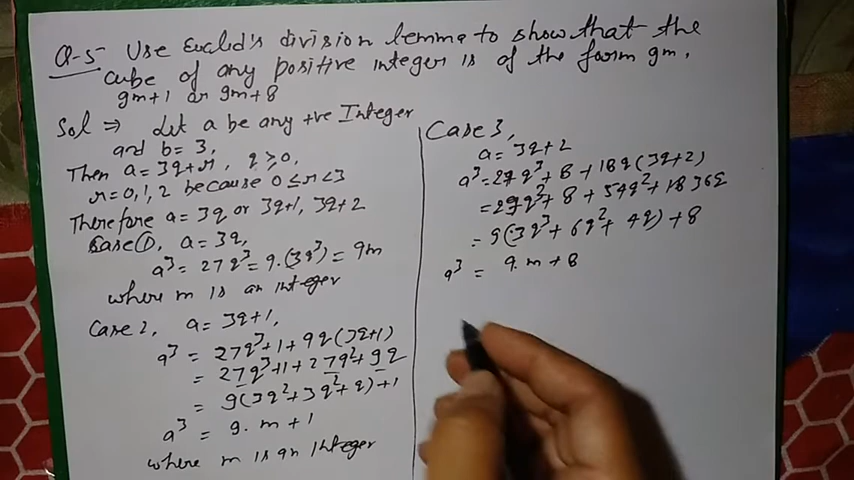 Q-5 Use Euclid's division lemma to show that the
cube of any positive integer is of the form 9m,
9m+1 or 9m+8
Sol ⇒ Let a be any +ve Integer
and b=3,
Then a=3q+r, q≥0,
r=0,1,2 because 0≤r<3
Therefore a=3q or 3q+1, 3q+2
Case ①, a=3q,
a³=27q³=9.(3q³)=9m
where m is an integer
Case 2, a=3q+1,
a³ = 27q³+1+9q(3q+1)
= 27q³+1+27q²+9q
= 9(3q²+3q²+q)+1
a³ = 9.m+1
where m is an Integer
Case 3,
a=3q+2
a³=27q³+8+18q(3q+2)
=27q³+8+54q²+36q
=9(3q³+6q²+4q)+8
a³ = 9.m+8